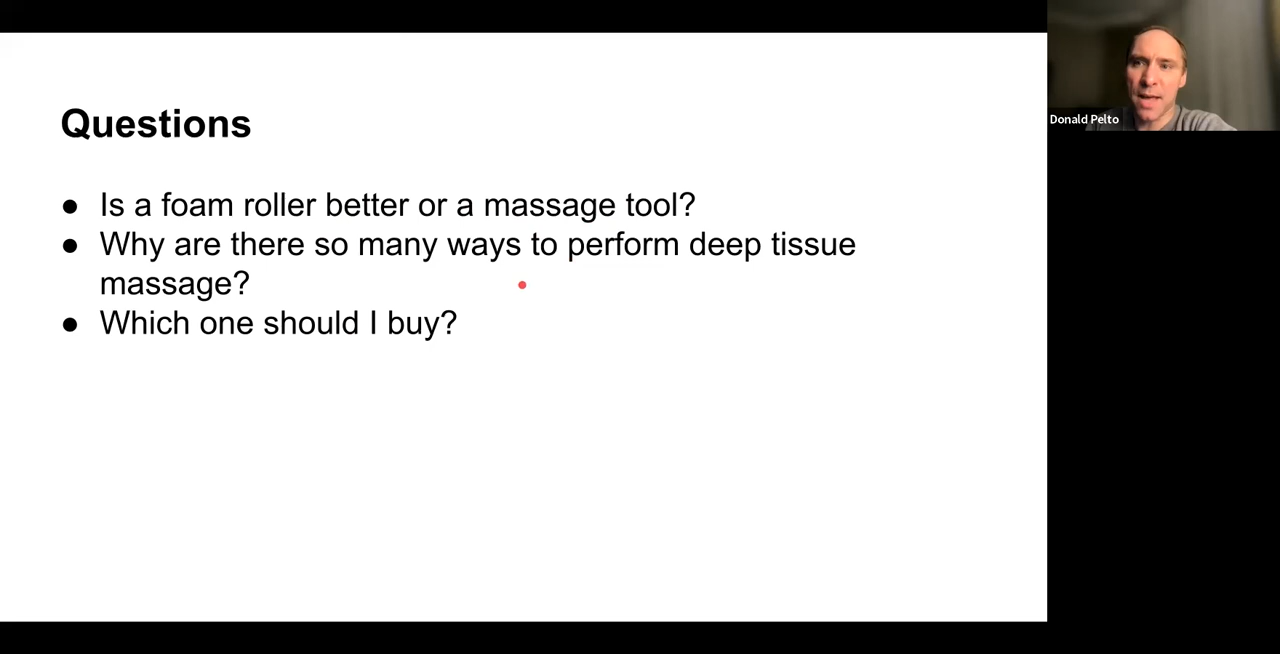 Questions
● Is a foam roller better or a massage tool?
● Why are there so many ways to perform deep tissue
massage?
● Which one should I buy?
Donald Pelto